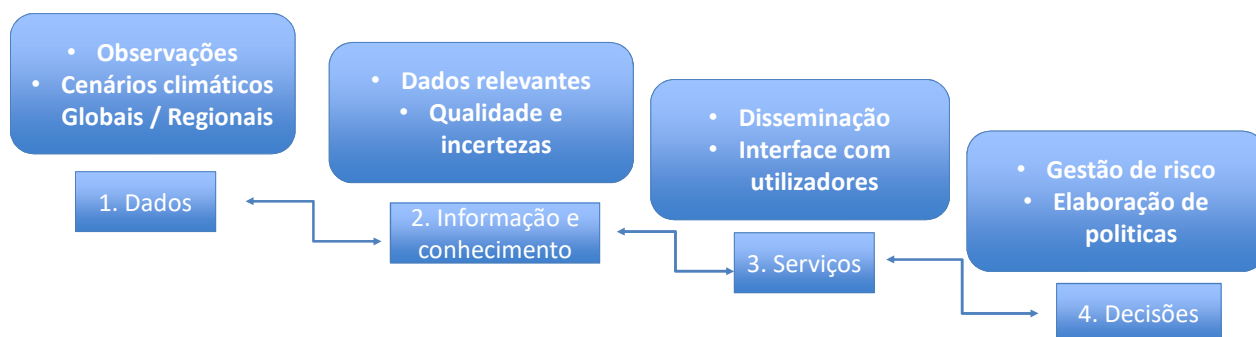 • Observações
• Cenários climáticos
Globais / Regionais
1. Dados
• Dados relevantes
• Qualidade e
incertezas
2. Informação e
conhecimento
• Disseminação
• Interface com
utilizadores
3. Serviços
• Gestão de risco
• Elaboração de
politicas
4. Decisões